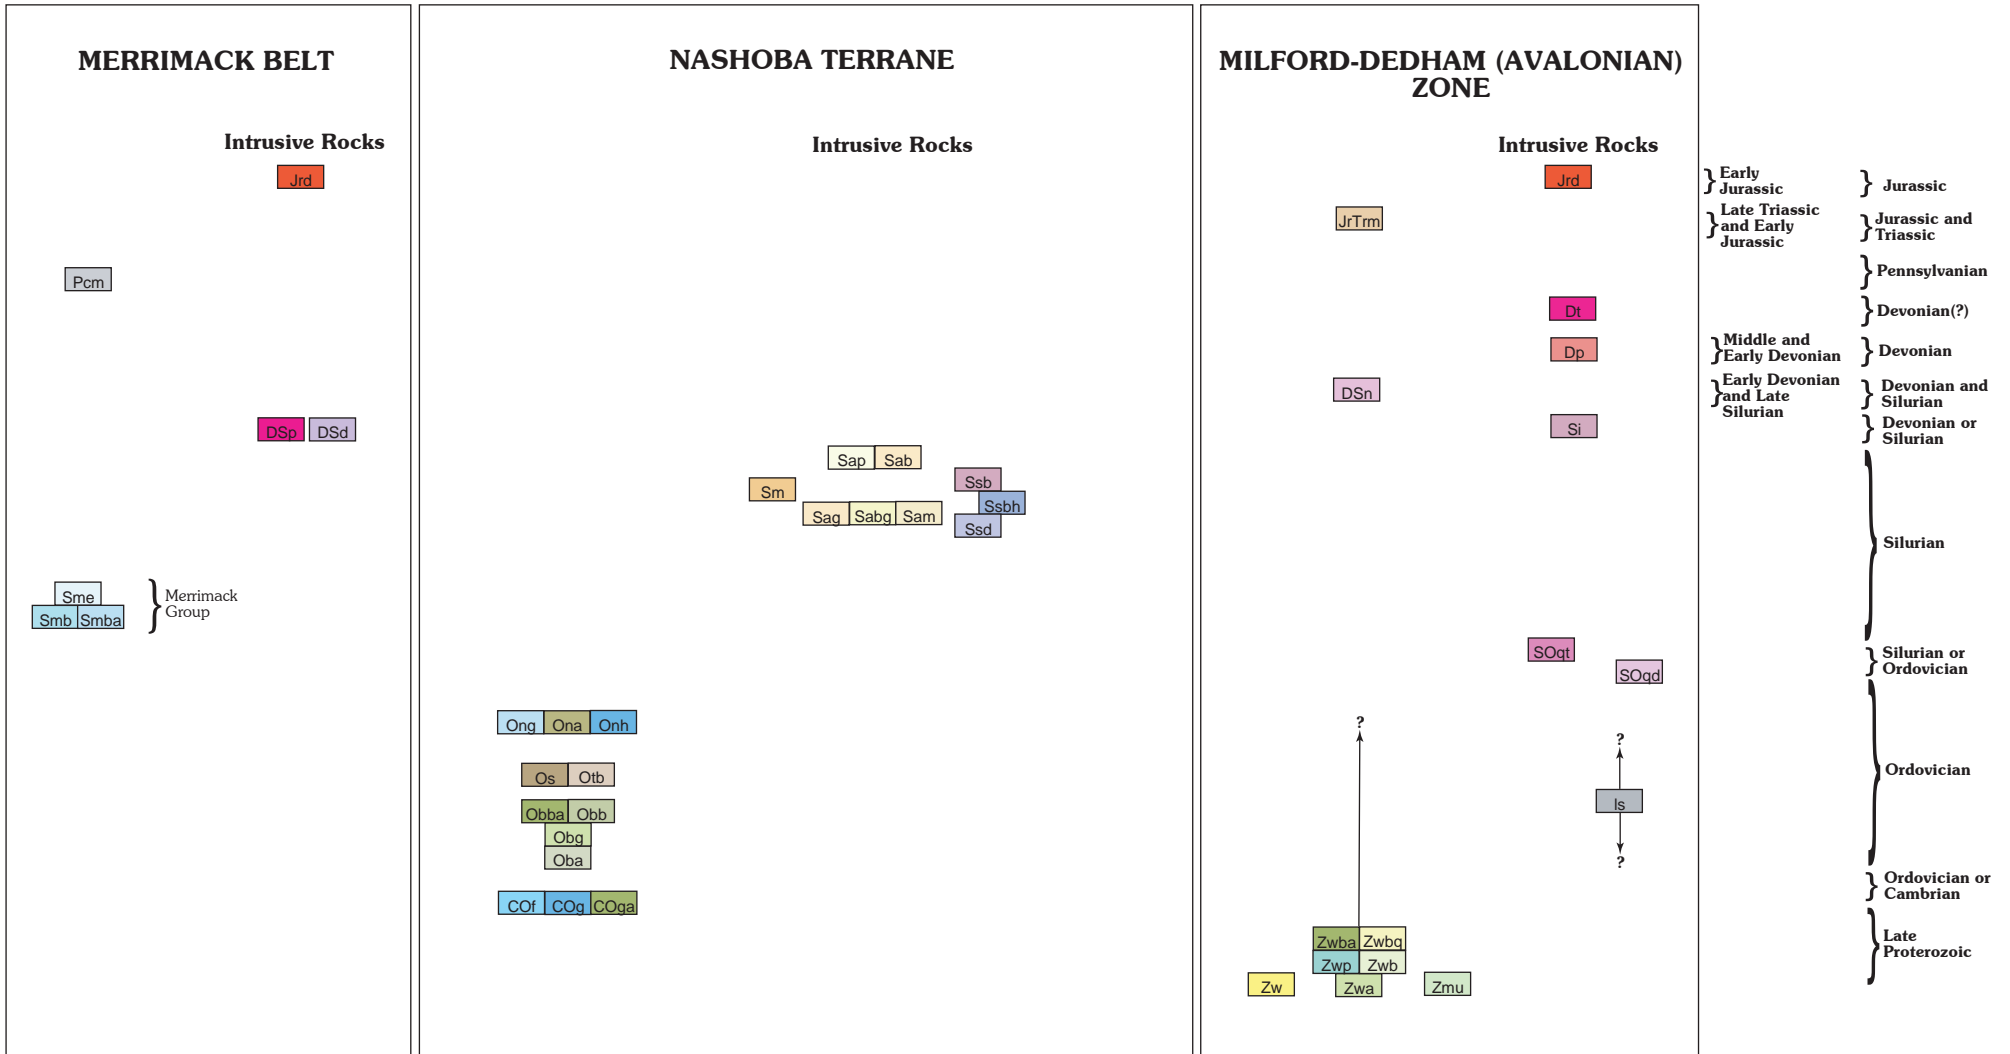 MERRIMACK BELT
Intrusive Rocks
Jrd
Pcm
DSp DSd
Sme
Smb Smba
Merrimack
Group
NASHOBA TERRANE
Intrusive Rocks
Sap Sab
Sm
Ssb
Ssbh
Sag Sabg Sam
Ssd
Ong Ona Onh
Os Otb
Obba Obb
Obg
Oba
COf COg COga
MILFORD-DEDHAM (AVALONIAN)
ZONE
Intrusive Rocks
Jrd
JrTrm
Dt
Dp
DSn
Si
SOqt
SOqd
?
?
Is
?
Zwba Zwbq
Zwp Zwb
Zw Zwa Zmu
Early
Jurassic
Late Triassic
and Early
Jurassic
Middle and
Early Devonian
Early Devonian
and Late
Silurian
Jurassic
Jurassic and
Triassic
Pennsylvanian
Devonian(?)
Devonian
Devonian and
Silurian
Devonian or
Silurian
Silurian
Silurian or
Ordovician
Ordovician
Ordovician or
Cambrian
Late
Proterozoic